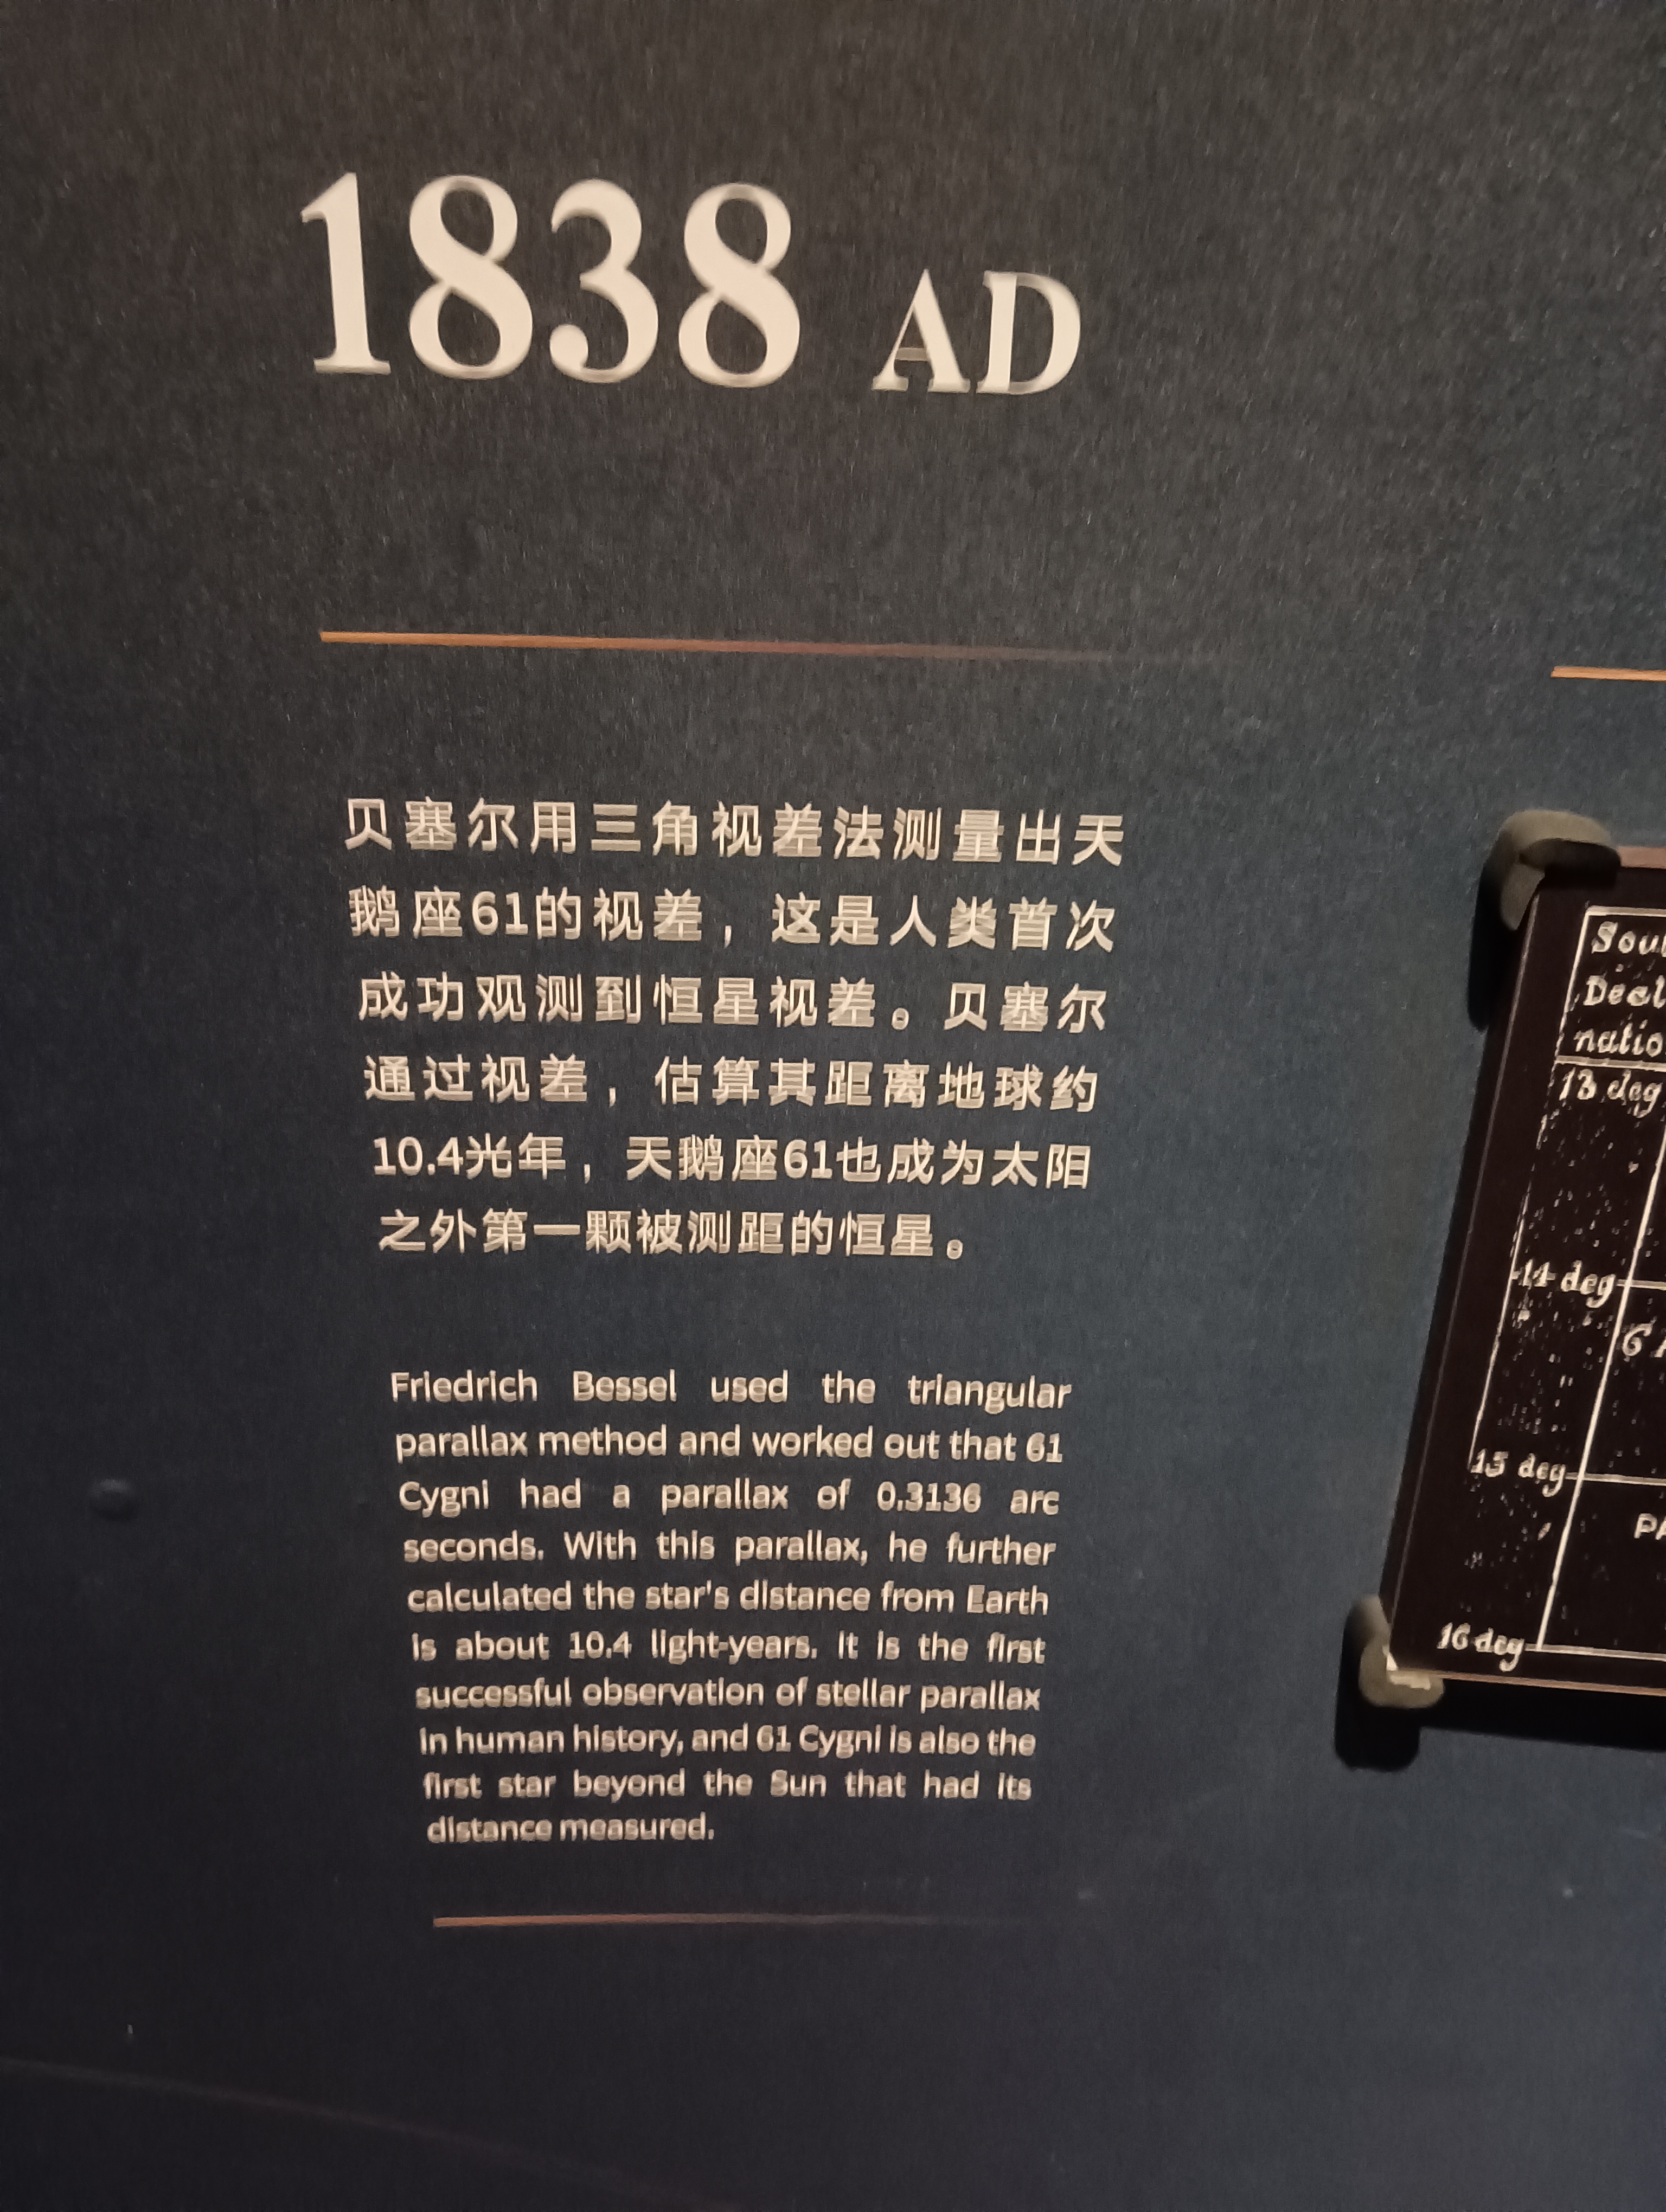 1838 AD
贝塞尔用三角视差法测量出天
鹅座61的视差，这是人类首次
成功观测到恒星视差。贝塞尔
通过视差，估算其距离地球约
10.4光年，天鹅座61也成为太阳
之外第一颗被测距的恒星。
Friedrich Bessel used the triangular
parallax method and worked out that 61
Cygni had a parallax of 0.3136 arc
seconds. With this parallax, he further
calculated the star's distance from Earth
is about 10.4 light-years. It is the first
successful observation of stellar parallax
in human history, and 61 Cygni is also the
first star beyond the Sun that had its
distance measured.
13 deg
14 deg
6
15 deg
16 deg